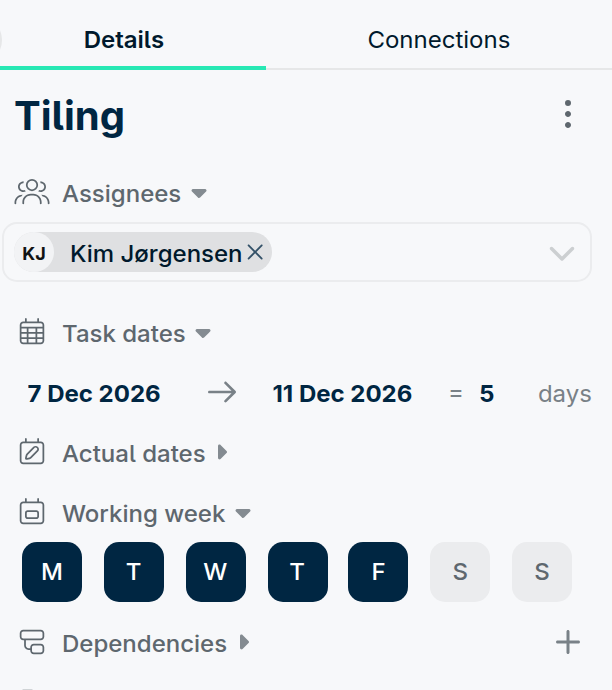 Details Connections
Tiling
Assignees
KJ Kim Jørgensen
Task dates
7 Dec 2026 → 11 Dec 2026 = 5 days
Actual dates
Working week
M T W T F S S
Dependencies